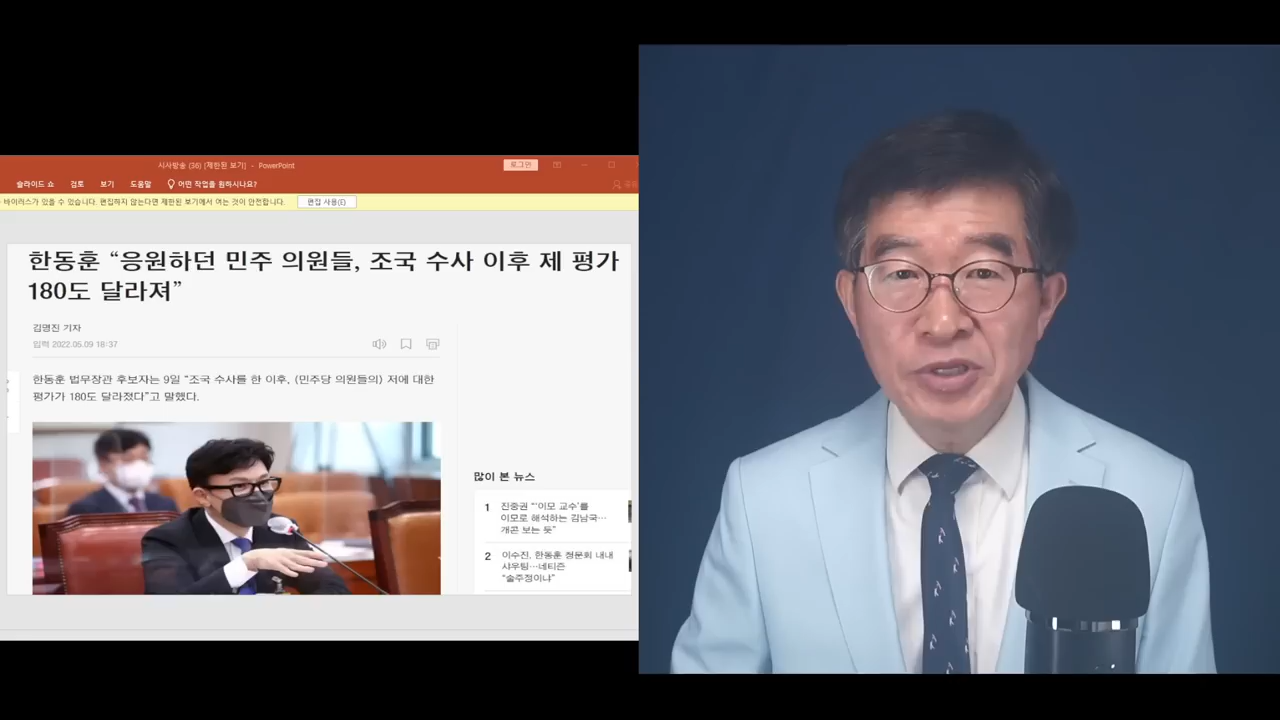 시사방송 (36) [제한된 보기] - PowerPoint
로그인
슬라이드 쇼 검토 보기 도움말 어떤 작업을 원하시나요?
바이러스가 있을 수 있습니다. 편집하지 않는다면 제한된 보기에서 여는 것이 안전합니다. 편집 사용(E)
한동훈 “응원하던 민주 의원들, 조국 수사 이후 제 평가
180도 달라져”
김명진 기자
입력 2022.05.09 18:37
한동훈 법무장관 후보자는 9일 “조국 수사를 한 이후, (민주당 의원들의) 저에 대한
평가가 180도 달라졌다”고 말했다.
많이 본 뉴스
1 진중권 “‘이모 교수’를
이모로 해석하는 김남국…
개콘 보는 듯”
2 이수진, 한동훈 청문회 내내
샤우팅…네티즌
“술주정이냐”